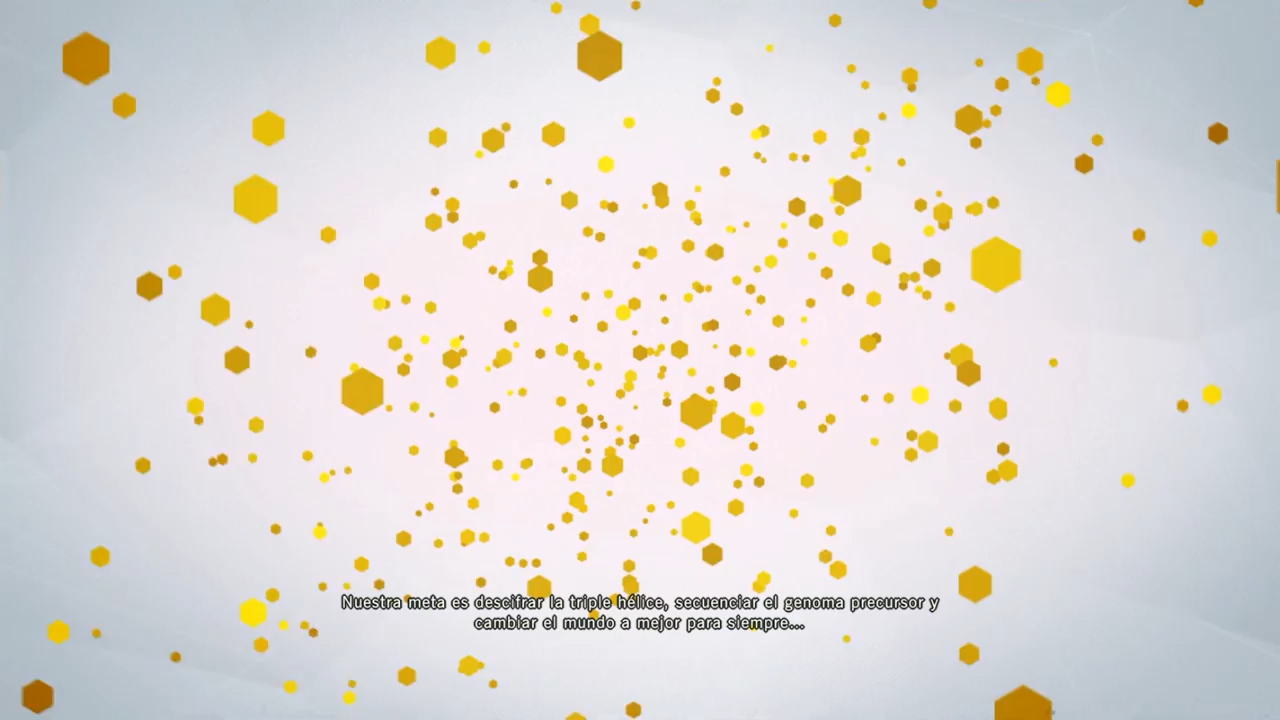 Nuestra meta es descifrar la triple hélice, secuenciar el genoma precursor y
cambiar el mundo a mejor para siempre...